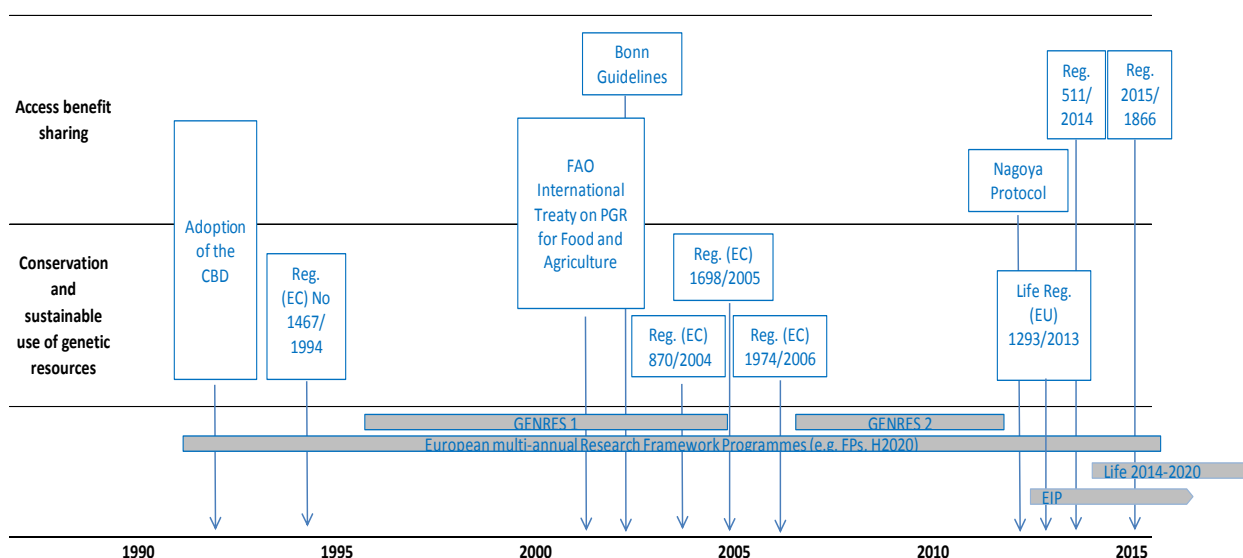 Access benefit
sharing
Bonn
Guidelines
Reg.
511/
2014
Reg.
2015/
1866
FAO
International
Treaty on PGR
for Food and
Agriculture
Nagoya
Protocol
Adoption
of the
CBD
Conservation
and
sustainable
use of genetic
resources
Reg.
(EC) No
1467/
1994
Reg. (EC)
1698/2005
Reg. (EC)
870/2004
Reg. (EC)
1974/2006
Life Reg.
(EU)
1293/2013
GENRES 1
GENRES 2
European multi-annual Research Framework Programmes (e.g. FPs, H2020)
Life 2014-2020
EIP
1990
1995
2000
2005
2010
2015